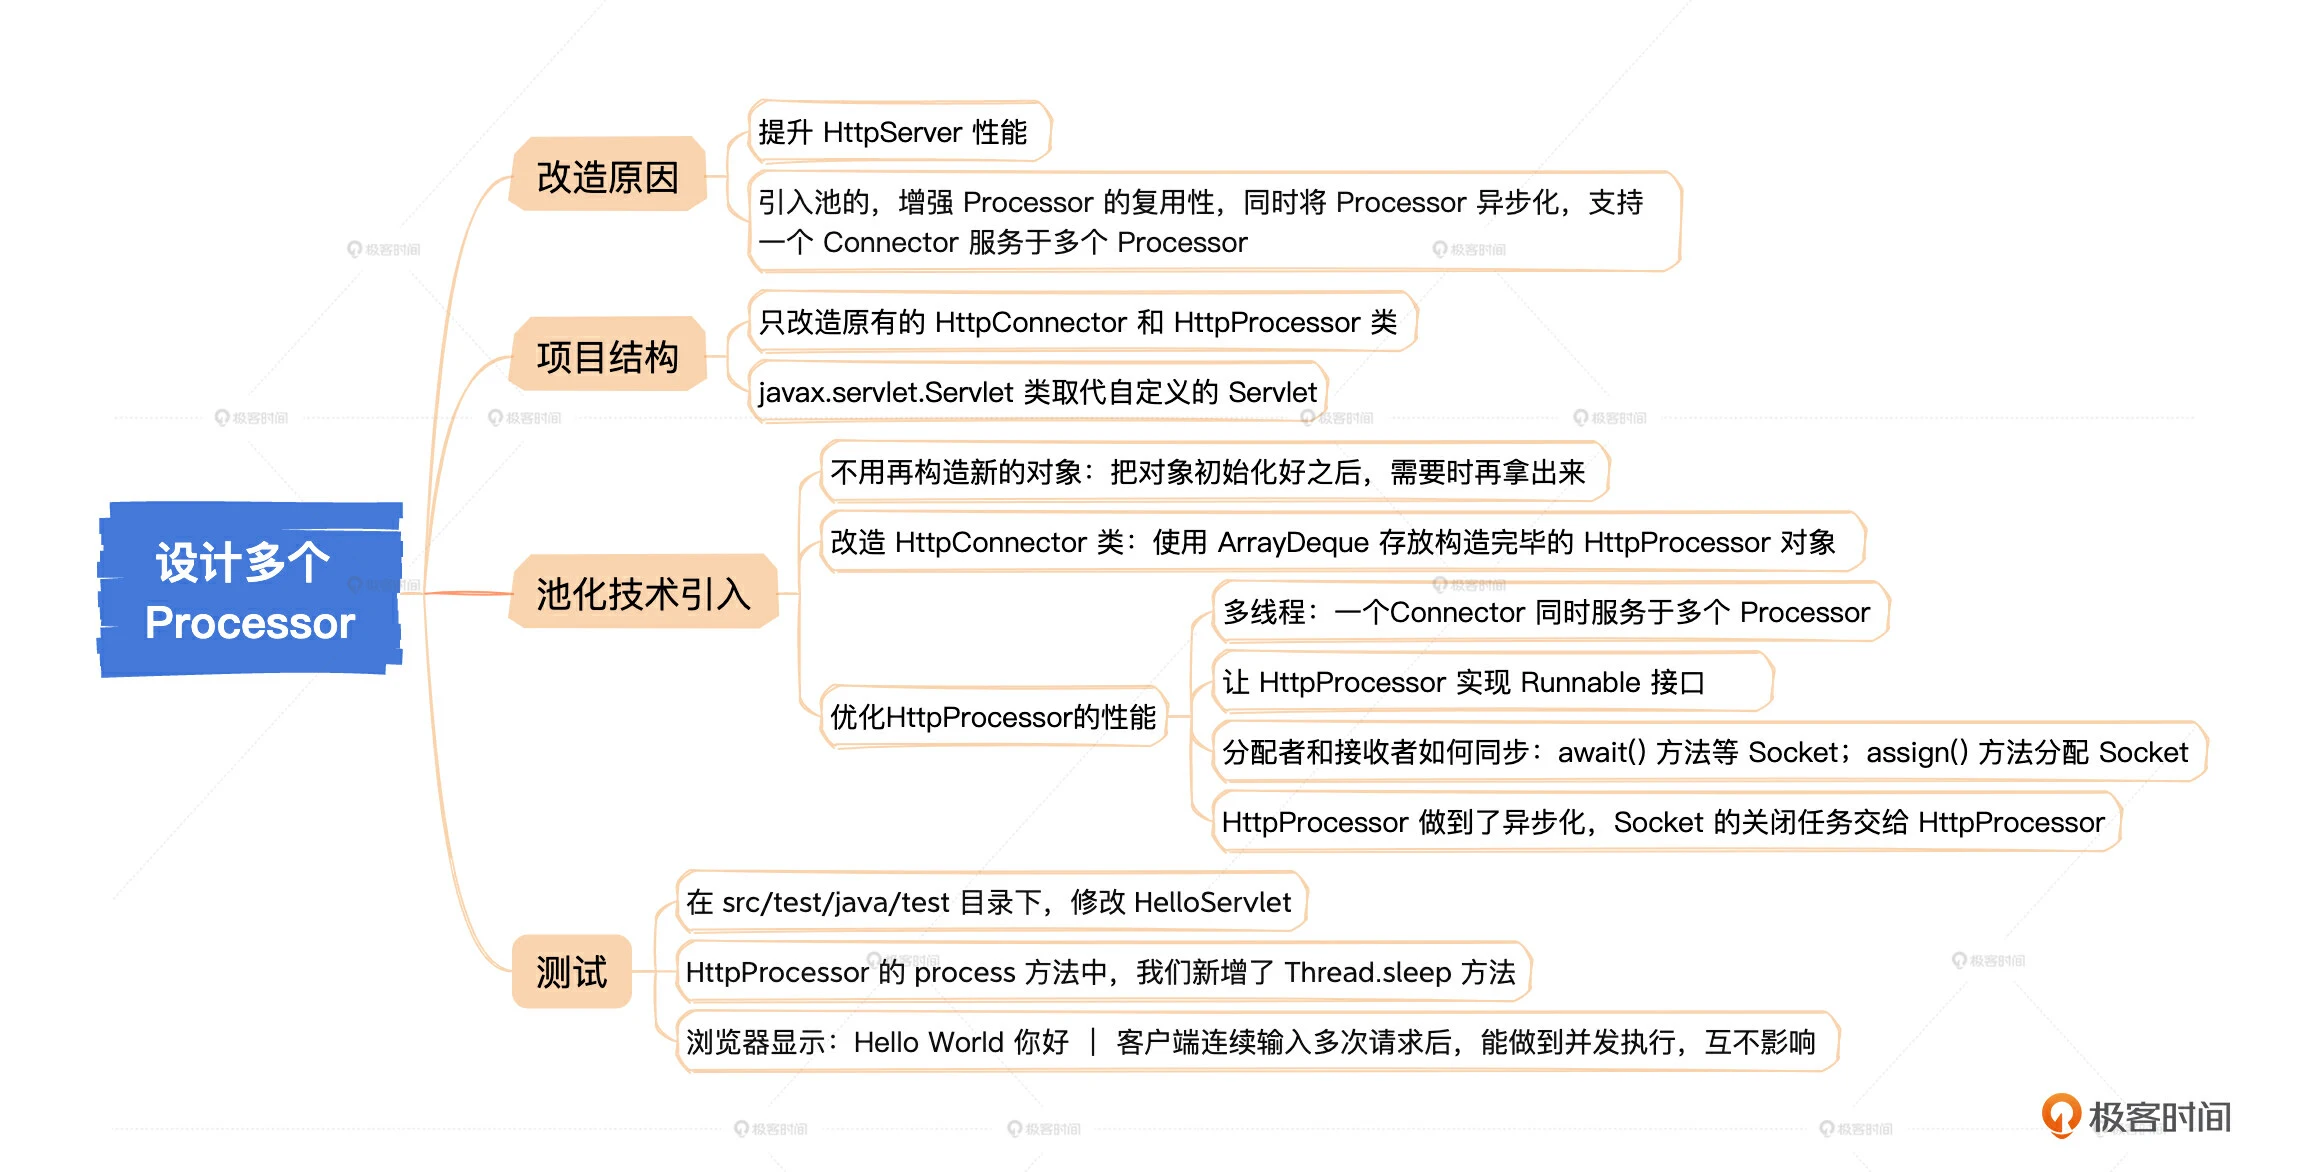 设计多个
Processor
改造原因
提升 HttpServer 性能
引入池的，增强 Processor 的复用性，同时将 Processor 异步化，支持
一个 Connector 服务于多个 Processor
项目结构
只改造原有的 HttpConnector 和 HttpProcessor 类
javax.servlet.Servlet 类取代自定义的 Servlet
池化技术引入
不用再构造新的对象：把对象初始化好之后，需要时再拿出来
改造 HttpConnector 类：使用 ArrayDeque 存放构造完毕的 HttpProcessor 对象
优化HttpProcessor的性能
多线程：一个Connector 同时服务于多个 Processor
让 HttpProcessor 实现 Runnable 接口
分配者和接收者如何同步：await() 方法等 Socket；assign() 方法分配 Socket
HttpProcessor 做到了异步化，Socket 的关闭任务交给 HttpProcessor
测试
在 src/test/java/test 目录下，修改 HelloServlet
HttpProcessor 的 process 方法中，我们新增了 Thread.sleep 方法
浏览器显示：Hello World 你好 ｜ 客户端连续输入多次请求后，能做到并发执行，互不影响
极客时间